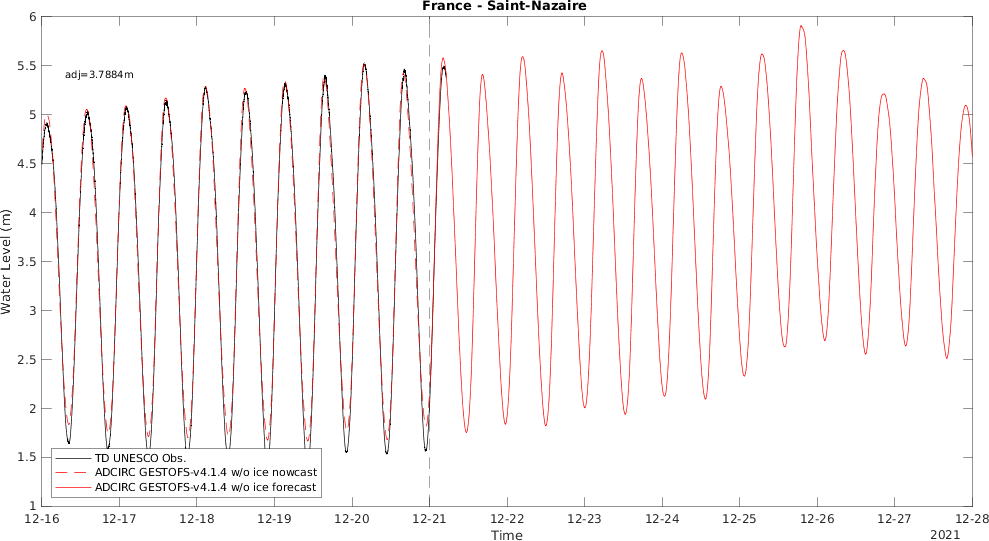 France - Saint-Nazaire
adj=3.7884m
Water Level (m)
6
5.5
5
4.5
4
3.5
3
2.5
2
1.5
1
TD UNESCO Obs.
ADCIRC GESTOFS-v4.1.4 w/o ice nowcast
ADCIRC GESTOFS-v4.1.4 w/o ice forecast
12-16 12-17 12-18 12-19 12-20 12-21 12-22 12-23 12-24 12-25 12-26 12-27 12-28
Time
2021